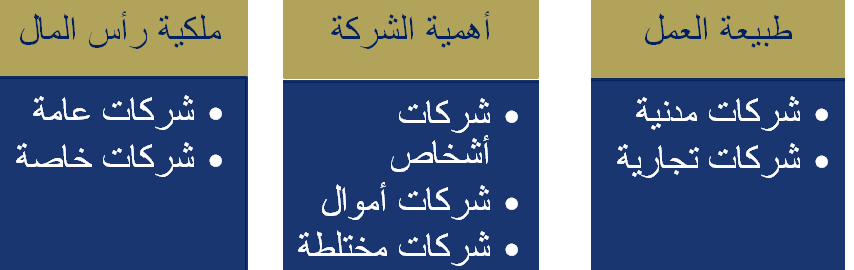 طبيعة العمل
• شركات مدنية
• شركات تجارية
أهمية الشركة
• شركات
أشخاص
• شركات أموال
• شركات مختلطة
ملكية رأس المال
• شركات عامة
• شركات خاصة